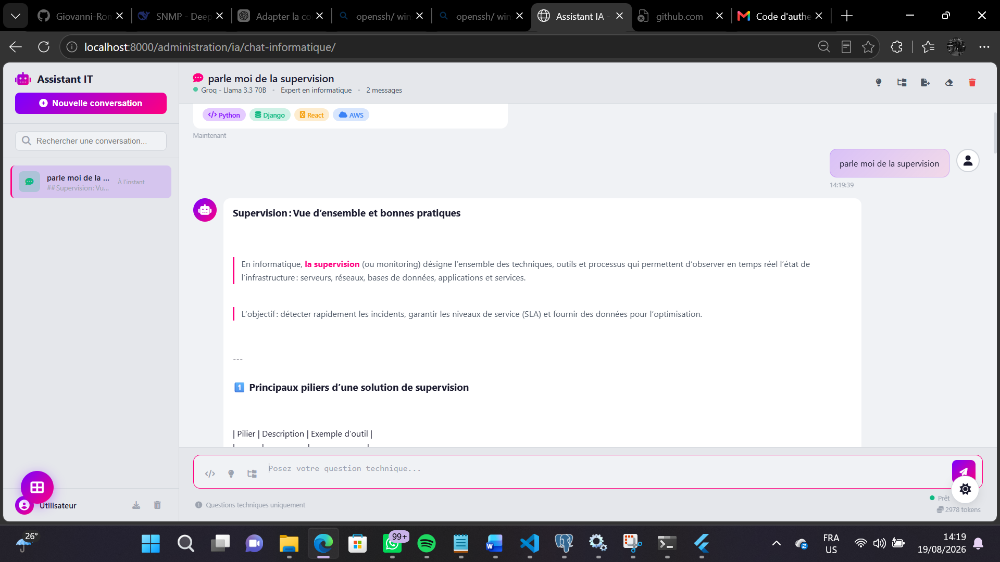 Giovanni-Ron
SNMP - Deep
Adapter la co
openssh/ win
openssh/ win
Assistant IA -
github.com
Code d'authe
localhost:8000/administration/ia/chat-informatique/
Assistant IT
Nouvelle conversation
Rechercher une conversation...
parle moi de la ...
À l'instant
## Supervision : Vu...
Utilisateur
parle moi de la supervision
Groq - Llama 3.3 70B • Expert en informatique • 2 messages
</> Python
Django
React
AWS
Maintenant
parle moi de la supervision
14:19:39
Supervision : Vue d’ensemble et bonnes pratiques
En informatique, la supervision (ou monitoring) désigne l’ensemble des techniques, outils et processus qui permettent d’observer en temps réel l’état de
l’infrastructure : serveurs, réseaux, bases de données, applications et services.
L’objectif : détecter rapidement les incidents, garantir les niveaux de service (SLA) et fournir des données pour l’optimisation.
---
1 Principaux piliers d’une solution de supervision
| Pilier | Description | Exemple d’outil |
Posez votre question technique...
Questions techniques uniquement
Prêt
2978 tokens
26°
99+
FRA
US
14:19
19/08/2026